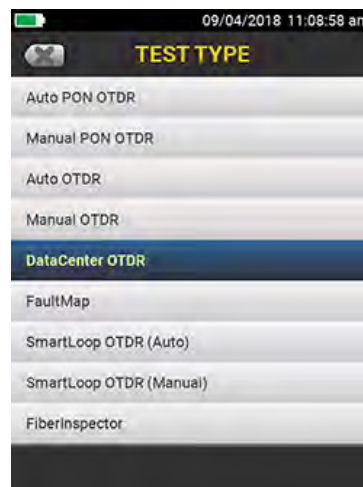 09/04/2018 11:08:58 am
TEST TYPE
Auto PON OTDR
Manual PON OTDR
Auto OTDR
Manual OTDR
DataCenter OTDR
FaultMap
SmartLoop OTDR (Auto)
SmartLoop OTDR (Manual)
FiberInspector